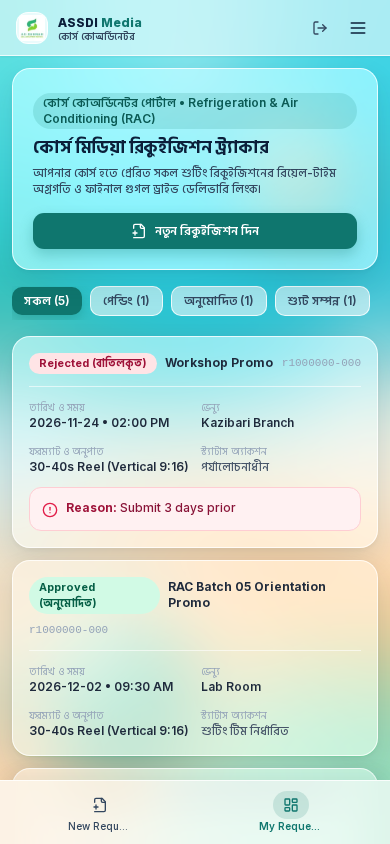 ASSDI Media
কোর্স কোঅর্ডিনেটর
কোর্স কোঅর্ডিনেটর পোর্টাল • Refrigeration & Air
Conditioning (RAC)
কোর্স মিডিয়া রিকুইজিশন ট্র্যাকার
আপনার কোর্স হতে প্রেরিত সকল শুটিং রিকুইজিশনের রিয়েল-টাইম
অগ্রগতি ও ফাইনাল গুগল ড্রাইভ ডেলিভারি লিংক।
নতুন রিকুইজিশন দিন
সকল (5) পেন্ডিং (1) অনুমোদিত (1) শ্যুট সম্পন্ন (1)
Rejected (বাতিলকৃত) Workshop Promo r1000000-000
তারিখ ও সময় ভেন্যু
2026-11-24 • 02:00 PM Kazibari Branch
ফরম্যাট ও অনুপাত স্ট্যাটাস অ্যাকশন
30-40s Reel (Vertical 9:16) পর্যালোচনাধীন
Reason: Submit 3 days prior
Approved
(অনুমোদিত)
RAC Batch 05 Orientation
Promo
r1000000-000
তারিখ ও সময় ভেন্যু
2026-12-02 • 09:30 AM Lab Room
ফরম্যাট ও অনুপাত স্ট্যাটাস অ্যাকশন
30-40s Reel (Vertical 9:16) শুটিং টিম নির্ধারিত
New Requ... My Reque...